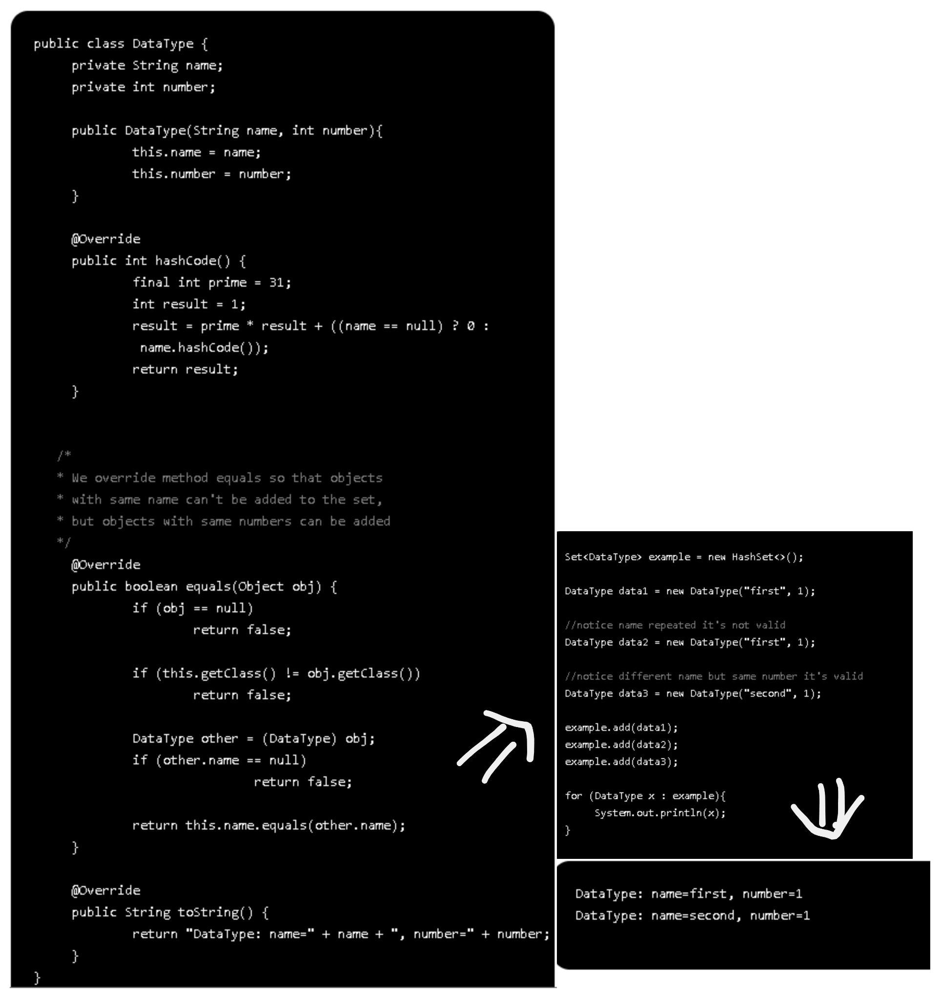 public class DataType {
private String name;
private int number;
public DataType(String name, int number){
this.name = name;
this.number = number;
}
@Override
public int hashCode() {
final int prime = 31;
int result = 1;
result = prime * result + ((name == null) ? 0 :
name.hashCode());
return result;
}
/*
* We override method equals so that objects
* with same name can't be added to the set,
* but objects with same numbers can be added
*/
@Override
public boolean equals(Object obj) {
if (obj == null)
return false;
if (this.getClass() != obj.getClass())
return false;
DataType other = (DataType) obj;
if (other.name == null)
return false;
return this.name.equals(other.name);
}
@Override
public String toString() {
return "DataType: name=" + name + ", number=" + number;
}
}
Set<DataType> example = new HashSet<>();
DataType data1 = new DataType("first", 1);
//notice name repeated it's not valid
DataType data2 = new DataType("first", 1);
//notice different name but same number it's valid
DataType data3 = new DataType("second", 1);
example.add(data1);
example.add(data2);
example.add(data3);
for (DataType x : example){
System.out.println(x);
}
DataType: name=first, number=1
DataType: name=second, number=1